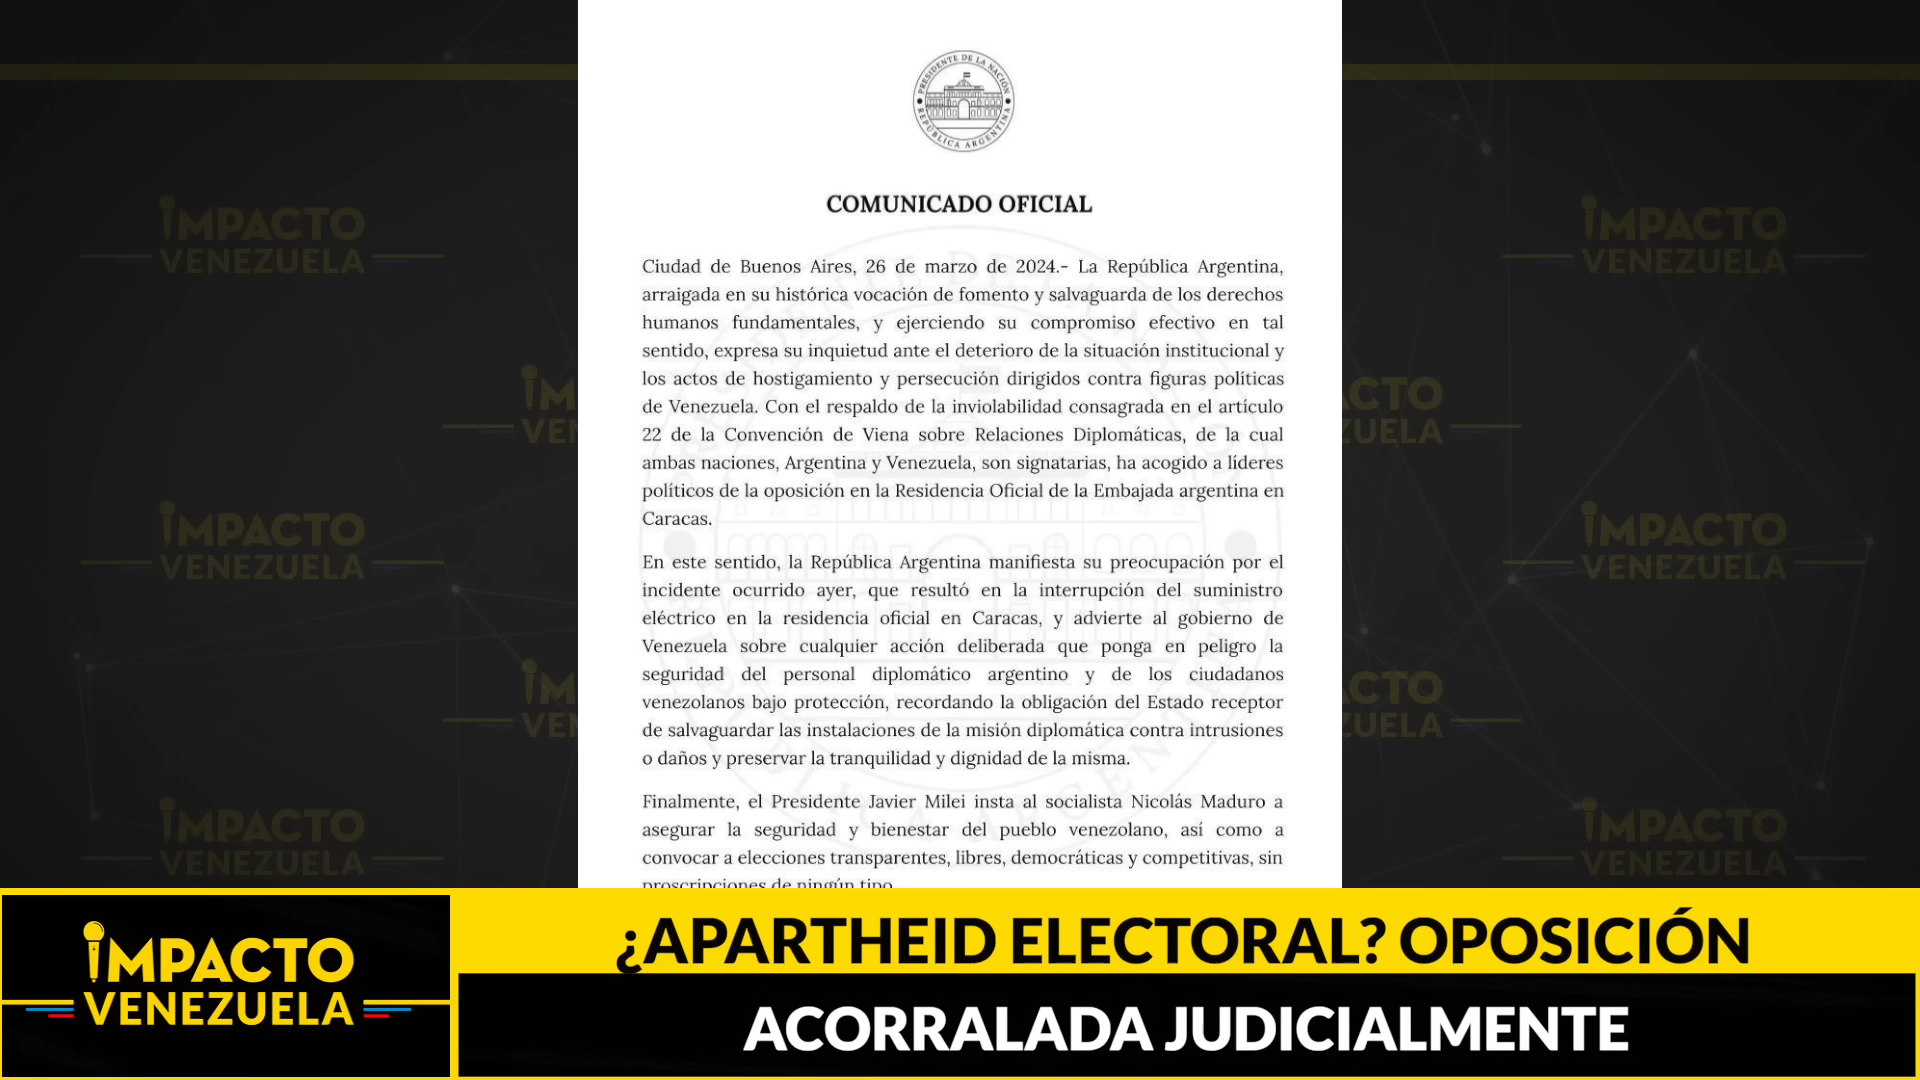 PRESIDENTE DE LA NACIÓN
REPÚBLICA ARGENTINA
COMUNICADO OFICIAL
Ciudad de Buenos Aires, 26 de marzo de 2024.- La República Argentina,
arraigada en su histórica vocación de fomento y salvaguarda de los derechos
humanos fundamentales, y ejerciendo su compromiso efectivo en tal
sentido, expresa su inquietud ante el deterioro de la situación institucional y
los actos de hostigamiento y persecución dirigidos contra figuras políticas
de Venezuela. Con el respaldo de la inviolabilidad consagrada en el artículo
22 de la Convención de Viena sobre Relaciones Diplomáticas, de la cual
ambas naciones, Argentina y Venezuela, son signatarias, ha acogido a líderes
políticos de la oposición en la Residencia Oficial de la Embajada argentina en
Caracas.
En este sentido, la República Argentina manifiesta su preocupación por el
incidente ocurrido ayer, que resultó en la interrupción del suministro
eléctrico en la residencia oficial en Caracas, y advierte al gobierno de
Venezuela sobre cualquier acción deliberada que ponga en peligro la
seguridad del personal diplomático argentino y de los ciudadanos
venezolanos bajo protección, recordando la obligación del Estado receptor
de salvaguardar las instalaciones de la misión diplomática contra intrusiones
o daños y preservar la tranquilidad y dignidad de la misma.
Finalmente, el Presidente Javier Milei insta al socialista Nicolás Maduro a
asegurar la seguridad y bienestar del pueblo venezolano, así como a
convocar a elecciones transparentes, libres, democráticas y competitivas, sin
proscripciones de ningún tipo.
IMPACTO
VENEZUELA
¿APARTHEID ELECTORAL? OPOSICIÓN
ACORRALADA JUDICIALMENTE